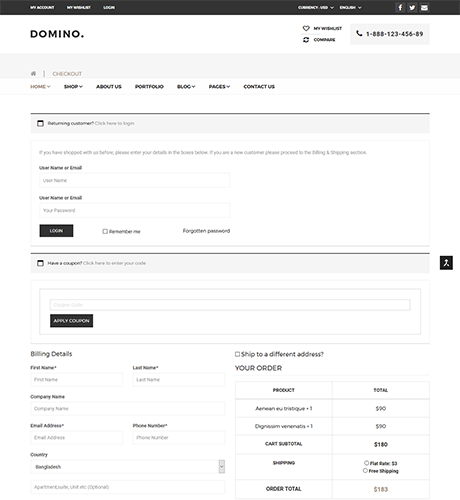 MY ACCOUNT MY WISHLIST LOGIN CURRENCY : USD ENGLISH
DOMINO.
MY WISHLIST
COMPARE
1-888-123-456-89
| CHECKOUT
HOME SHOP ABOUT US PORTFOLIO BLOG PAGES CONTACT US
Returning customer? Click here to login
If you have shopped with us before, please enter your details in the boxes below. If you are a new customer please proceed to the Billing & Shipping section.
User Name or Email
User Name
User Name or Email
Your Password
LOGIN Remember me Forgotten password
Have a coupon? Click here to enter your code
Coupon Code
APPLY COUPON
Billing Details
First Name* Last Name*
First Name Last Name
Company Name
Company Name
Email Address* Phone Number*
Email Address Phone Number
Country
Bangladesh
Apartment,suite, Unit etc (Optional)
Ship to a different address?
YOUR ORDER
PRODUCT TOTAL
Aenean eu tristique × 1 $90
Dignissim venenatis × 1 $90
CART SUBTOTAL $180
SHIPPING Flat Rate: $3
Free Shipping
ORDER TOTAL $183